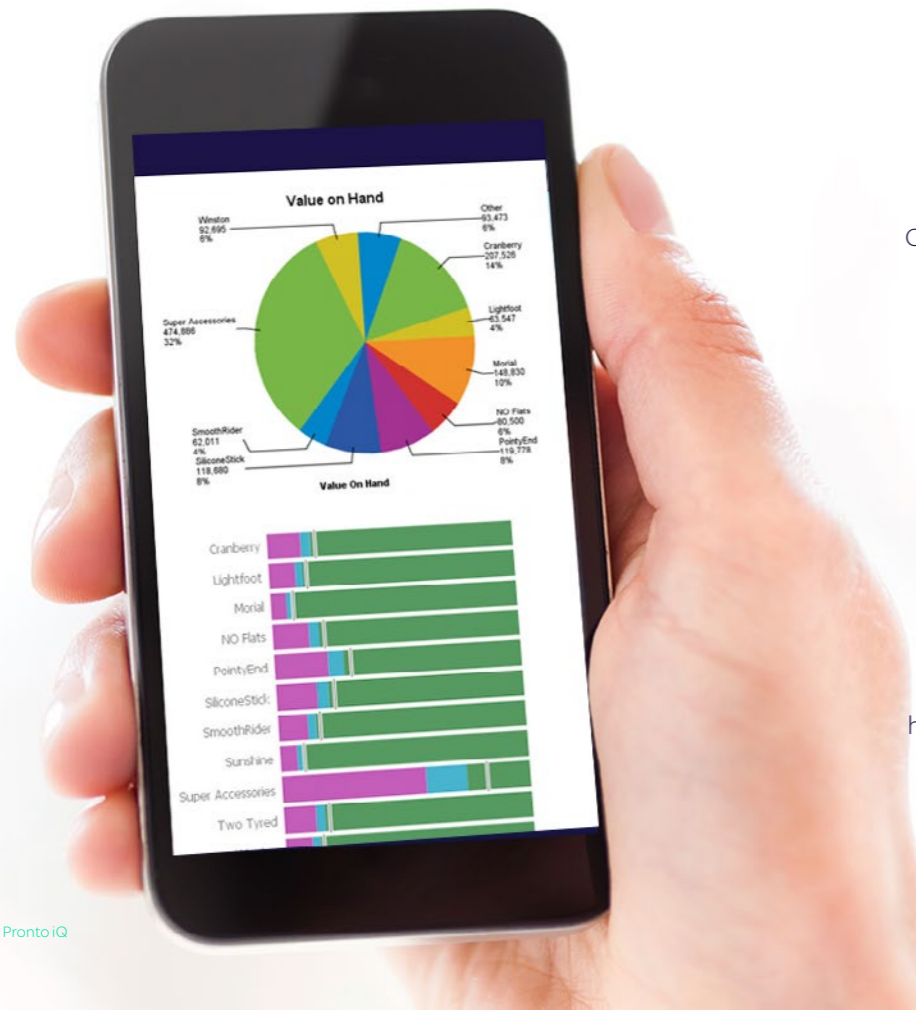 Value on Hand
Winston
92,695
6%
Other
93,473
6%
Cranberry
207,526
14%
Super Accessories
474,886
32%
Lightfoot
63,547
4%
Morial
148,830
10%
NO Flats
80,500
6%
PointyEnd
119,778
8%
SmoothRider
62,011
4%
SiliconeStick
118,680
8%
Value On Hand
Cranberry
Lightfoot
Morial
NO Flats
PointyEnd
SiliconeStick
SmoothRider
Sunshine
Super Accessories
Two Tyred
Pronto iQ